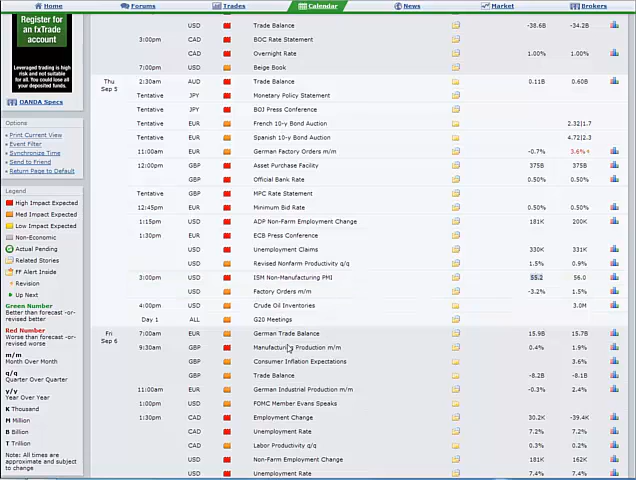 Home Forums Trades Calendar News Market Brokers
Register for
an fxTrade
account
Leveraged trading is high
risk and not suitable
for all. You could lose all
your deposited funds.
OANDA Specs
Options
Print Current View
Event Filter
Synchronize Time
Send to Friend
Return Page to Default
Legend
High Impact Expected
Med Impact Expected
Low Impact Expected
Non-Economic
Actual Pending
Related Stories
FF Alert Inside
Revision
Up Next
Green Number
Better than forecast -or-
revised better
Red Number
Worse than forecast -or-
revised worse
m/m
Month Over Month
q/q
Quarter Over Quarter
y/y
Year Over Year
K Thousand
M Million
B Billion
T Trillion
Note: All times are
approximate and subject
to change
USD Trade Balance -38.6B -34.2B
3:00pm CAD BOC Rate Statement
CAD Overnight Rate 1.00% 1.00%
7:00pm USD Beige Book
Thu
Sep 5
2:30am AUD Trade Balance 0.11B 0.60B
Tentative JPY Monetary Policy Statement
Tentative JPY BOJ Press Conference
Tentative EUR French 10-y Bond Auction 2.32|1.7
Tentative EUR Spanish 10-y Bond Auction 4.72|2.3
11:00am EUR German Factory Orders m/m -0.7% 3.6%
12:00pm GBP Asset Purchase Facility 375B 375B
GBP Official Bank Rate 0.50% 0.50%
Tentative GBP MPC Rate Statement
12:45pm EUR Minimum Bid Rate 0.50% 0.50%
1:15pm USD ADP Non-Farm Employment Change 181K 200K
1:30pm EUR ECB Press Conference
USD Unemployment Claims 330K 331K
USD Revised Nonfarm Productivity q/q 1.5% 0.9%
3:00pm USD ISM Non-Manufacturing PMI 55.2 56.0
USD Factory Orders m/m -3.2% 1.5%
4:00pm USD Crude Oil Inventories 3.0M
Day 1 ALL G20 Meetings
Fri
Sep 6
7:00am EUR German Trade Balance 15.9B 15.7B
9:30am GBP Manufacturing Production m/m 0.4% 1.9%
GBP Consumer Inflation Expectations 3.6%
GBP Trade Balance -8.2B -8.1B
11:00am EUR German Industrial Production m/m -0.3% 2.4%
1:00pm USD FOMC Member Evans Speaks
1:30pm CAD Employment Change 30.2K -39.4K
CAD Unemployment Rate 7.2% 7.2%
CAD Labor Productivity q/q 0.3% 0.2%
USD Non-Farm Employment Change 181K 162K
USD Unemployment Rate 7.4% 7.4%